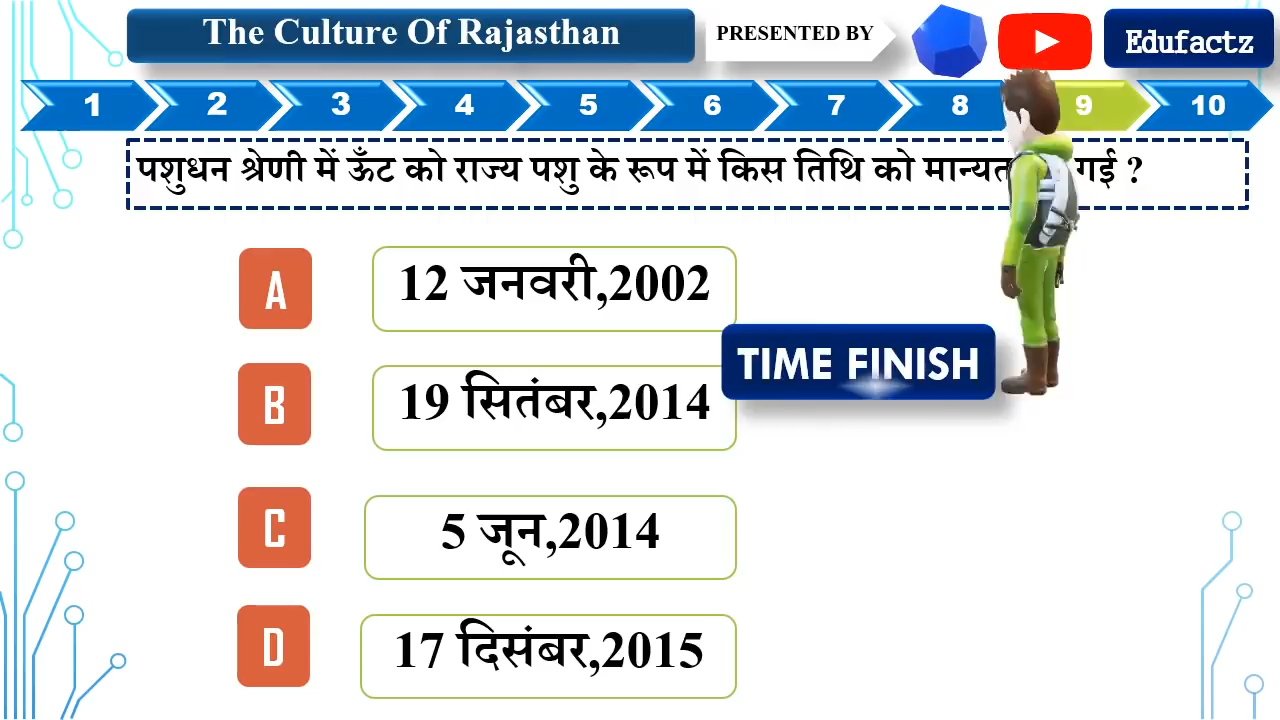 The Culture Of Rajasthan
PRESENTED BY
Edufactz
1 2 3 4 5 6 7 8 9 10
पशुधन श्रेणी में ऊँट को राज्य पशु के रूप में किस तिथि को गई ?
A 12 जनवरी,2002
B 19 सितंबर,2014
TIME FINISH
C 5 जून,2014
D 17 दिसंबर,2015